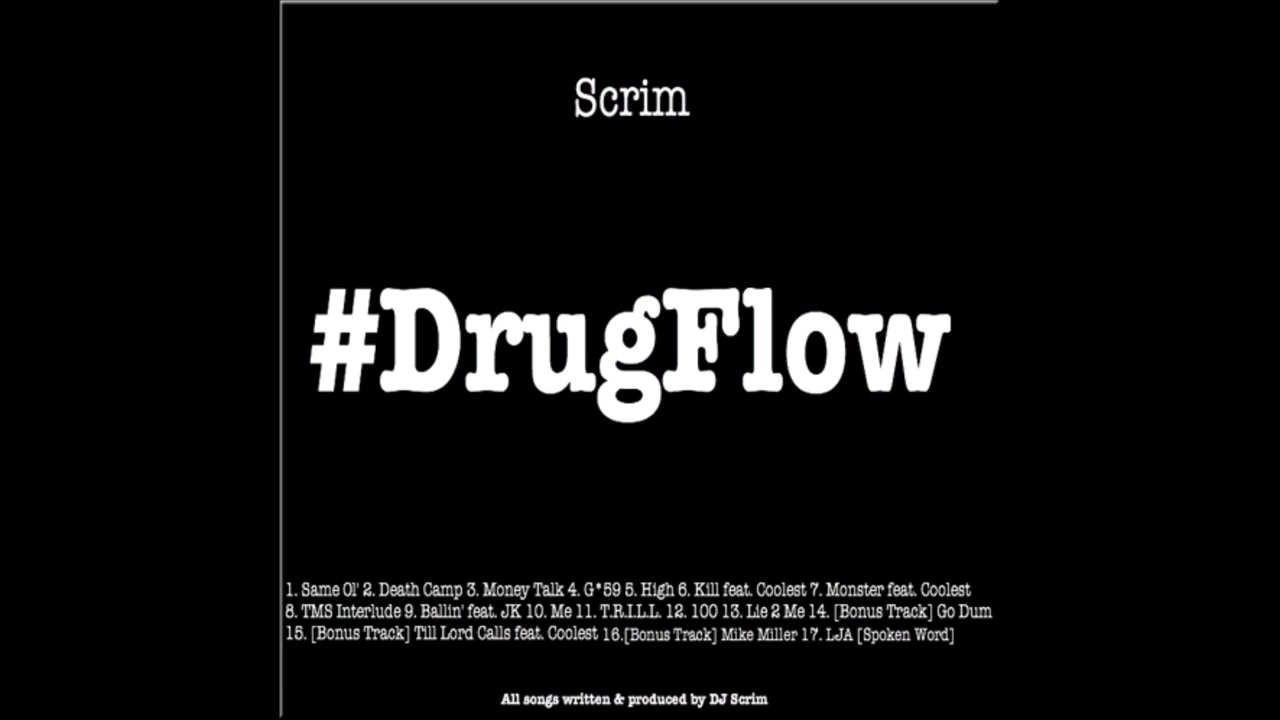 Scrim
#DrugFlow
1. Same Ol' 2. Death Camp 3. Money Talk 4. G*59 5. High 6. Kill feat. Coolest 7. Monster feat. Coolest
8. TMS Interlude 9. Ballin' feat. JK 10. Me 11. T.R.I.L.L. 12. 100 13. Lie 2 Me 14. [Bonus Track] Go Dum
15. [Bonus Track] Till Lord Calls feat. Coolest 16.[Bonus Track] Mike Miller 17. LJA [Spoken Word]
All songs written & produced by DJ Scrim